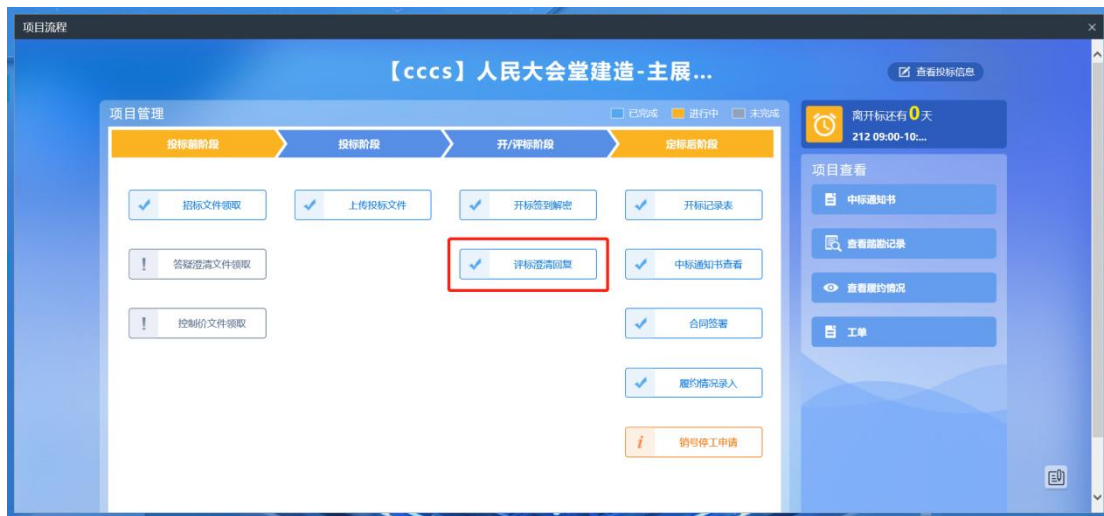 项目流程
【cccs】人民大会堂建造-主展...
查看投标信息
项目管理
已完成 进行中 未完成
投标前阶段 投标阶段 开/评标阶段 定标后阶段
招标文件领取 上传投标文件 开标签到解密 开标记录表
答疑澄清文件领取 评标澄清回复 中标通知书查看
控制价文件领取 合同签署
履约情况录入
销号停工申请
离开标还有0天
212 09:00-10:...
项目查看
中标通知书
查看踏勘记录
查看履约情况
工单